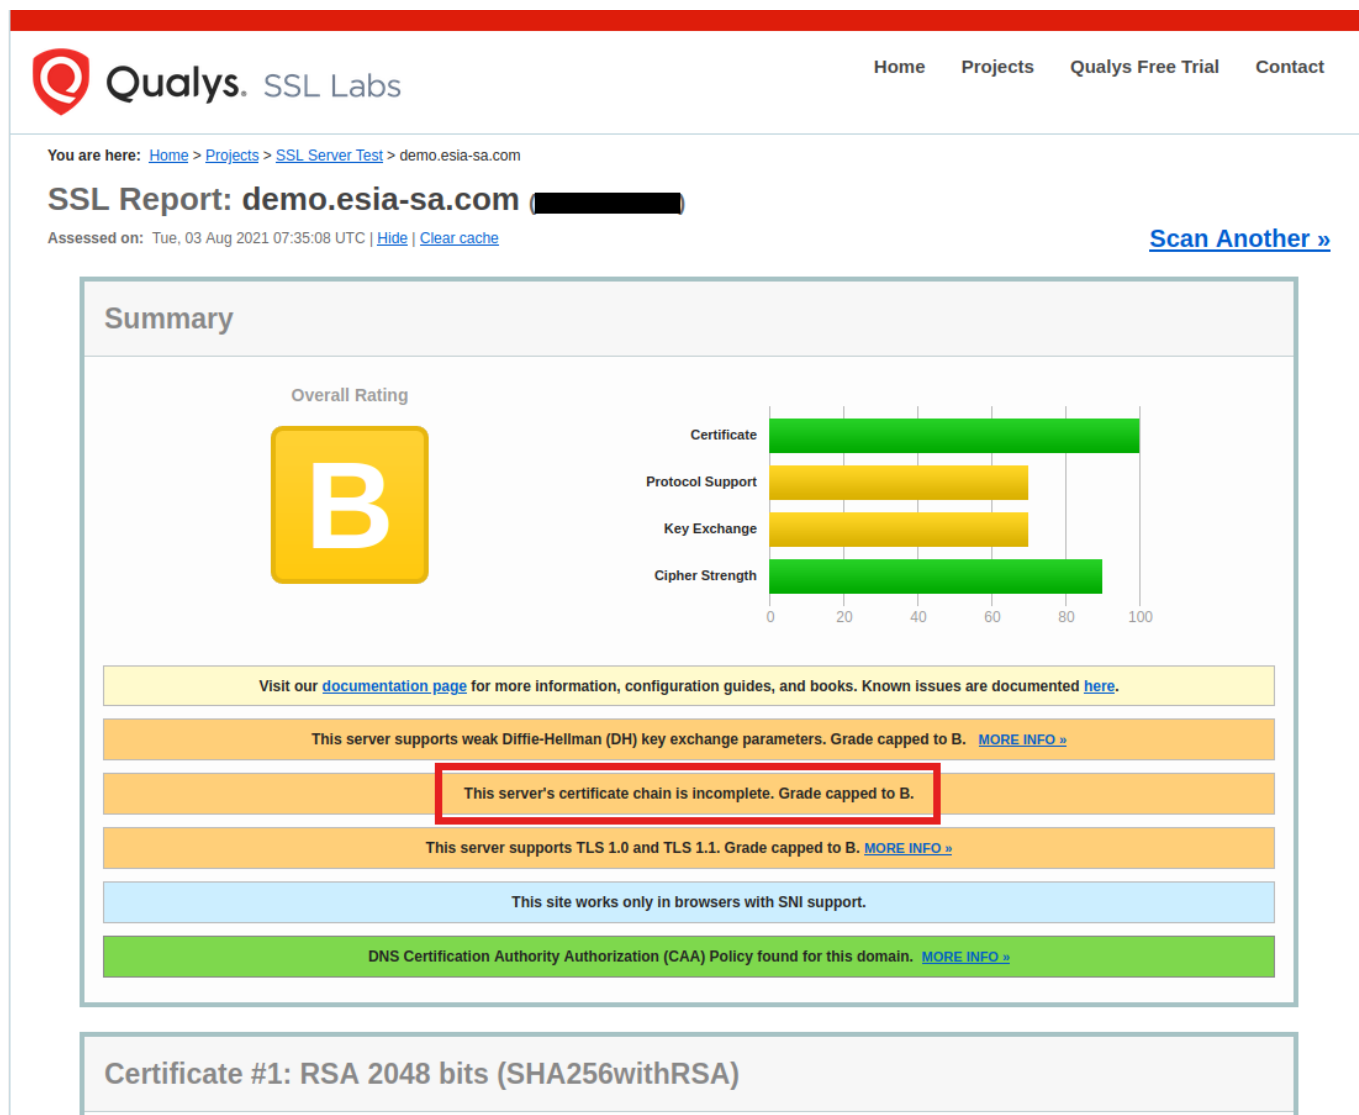 Qualys. SSL Labs
Home Projects Qualys Free Trial Contact
You are here: Home > Projects > SSL Server Test > demo.esia-sa.com
SSL Report: demo.esia-sa.com ( )
Assessed on: Tue, 03 Aug 2021 07:35:08 UTC | Hide | Clear cache
Scan Another »
Summary
Overall Rating
B
Certificate
Protocol Support
Key Exchange
Cipher Strength
0 20 40 60 80 100
Visit our documentation page for more information, configuration guides, and books. Known issues are documented here.
This server supports weak Diffie-Hellman (DH) key exchange parameters. Grade capped to B. MORE INFO »
This server's certificate chain is incomplete. Grade capped to B.
This server supports TLS 1.0 and TLS 1.1. Grade capped to B. MORE INFO »
This site works only in browsers with SNI support.
DNS Certification Authority Authorization (CAA) Policy found for this domain. MORE INFO »
Certificate #1: RSA 2048 bits (SHA256withRSA)